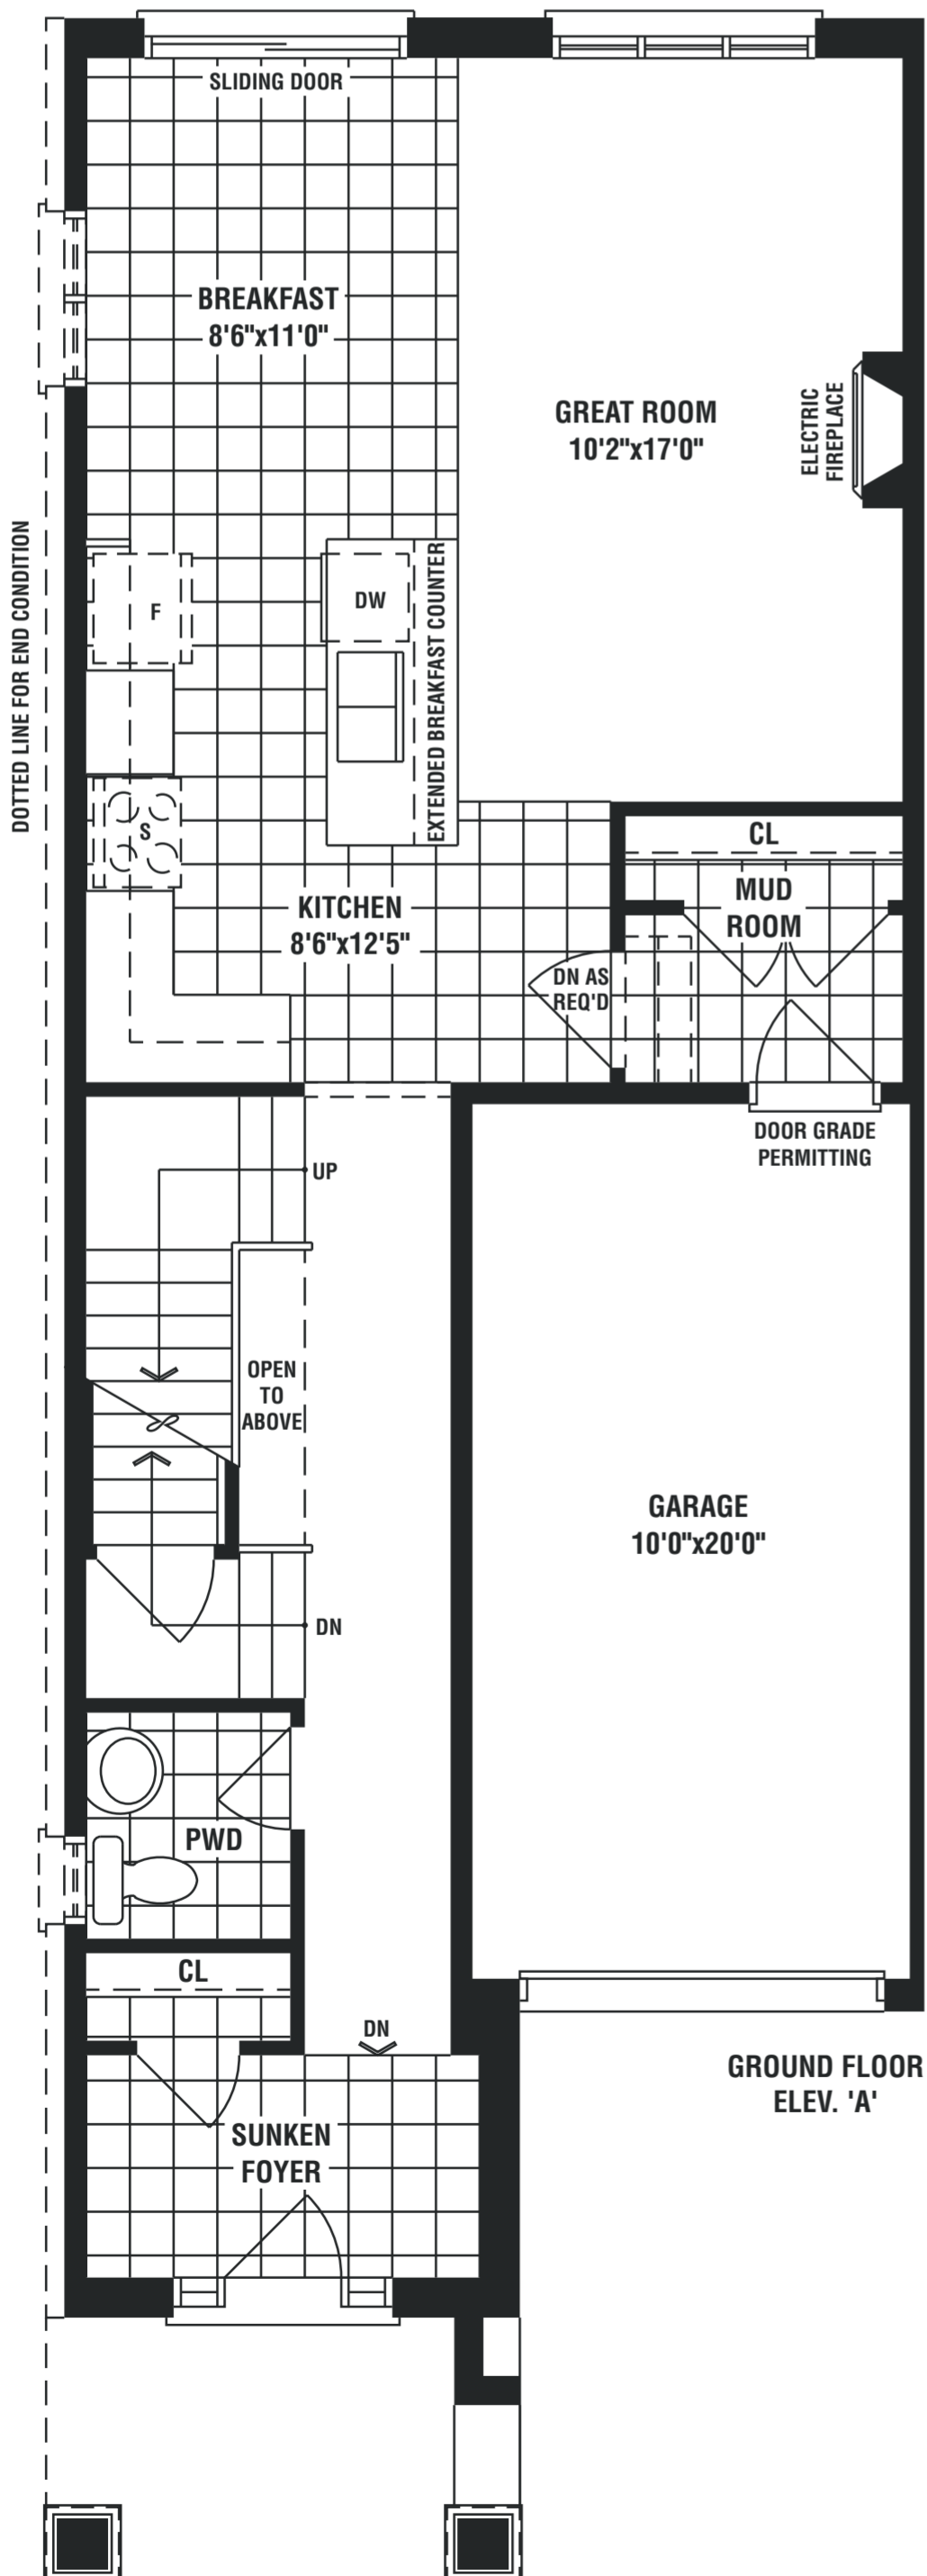 SLIDING DOOR
BREAKFAST
8'6"x11'0"
GREAT ROOM
10'2"x17'0"
ELECTRIC
FIREPLACE
DOTTED LINE FOR END CONDITION
F
DW
EXTENDED BREAKFAST COUNTER
S
CL
MUD
ROOM
KITCHEN
8'6"x12'5"
DN AS
REQ'D
DOOR GRADE
PERMITTING
UP
OPEN
TO
ABOVE
GARAGE
10'0"x20'0"
DN
PWD
CL
DN
SUNKEN
FOYER
GROUND FLOOR
ELEV. 'A'